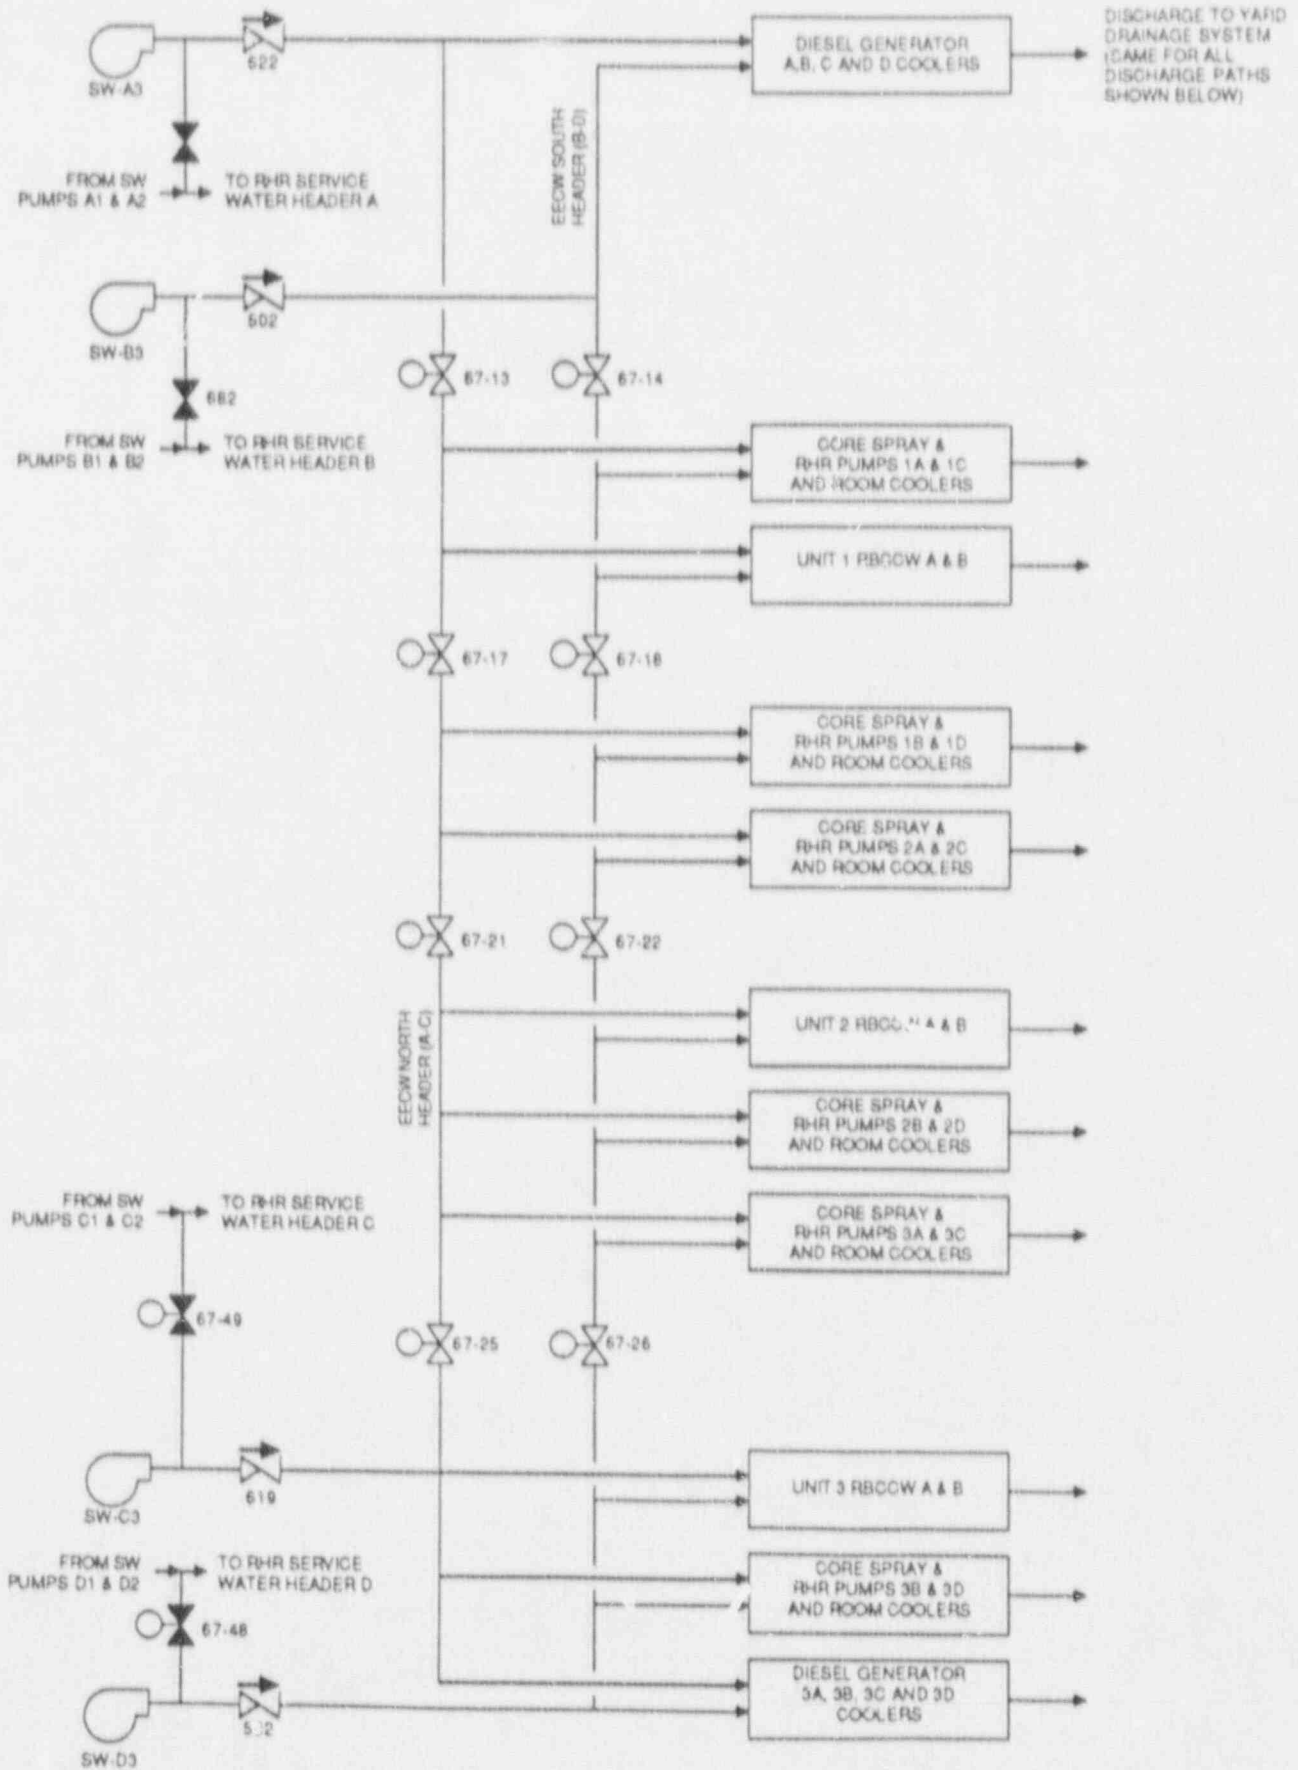 DISCHARGE TO YARD
DRAINAGE SYSTEM
(SAME FOR ALL
DISCHARGE PATHS
SHOWN BELOW)
DIESEL GENERATOR
A,B, C AND D COOLERS
622
SW-A3
EECW SOUTH
HEADER (B-D)
FROM SW
PUMPS A1 & A2
TO RHR SERVICE
WATER HEADER A
502
SW-B3
67-13
67-14
682
FROM SW
PUMPS B1 & B2
TO RHR SERVICE
WATER HEADER B
CORE SPRAY &
RHR PUMPS 1A & 1C
AND ROOM COOLERS
UNIT 1 RBCCW A & B
67-17
67-18
CORE SPRAY &
RHR PUMPS 1B & 1D
AND ROOM COOLERS
CORE SPRAY &
RHR PUMPS 2A & 2C
AND ROOM COOLERS
67-21
67-22
EECW NORTH
HEADER (A-C)
UNIT 2 A & B
CORE SPRAY &
RHR PUMPS 2B & 2D
AND ROOM COOLERS
FROM SW
PUMPS C1 & C2
TO RHR SERVICE
WATER HEADER C
CORE SPRAY &
RHR PUMPS 3A & 3C
AND ROOM COOLERS
67-49
67-25
67-26
619
SW-C3
UNIT 3 RBCCW A & B
FROM SW
PUMPS D1 & D2
TO RHR SERVICE
WATER HEADER D
CORE SPRAY &
RHR PUMPS 3B & 3D
AND ROOM COOLERS
67-48
DIESEL GENERATOR
3A, 3B, 3C AND 3D
COOLERS
SW-D3